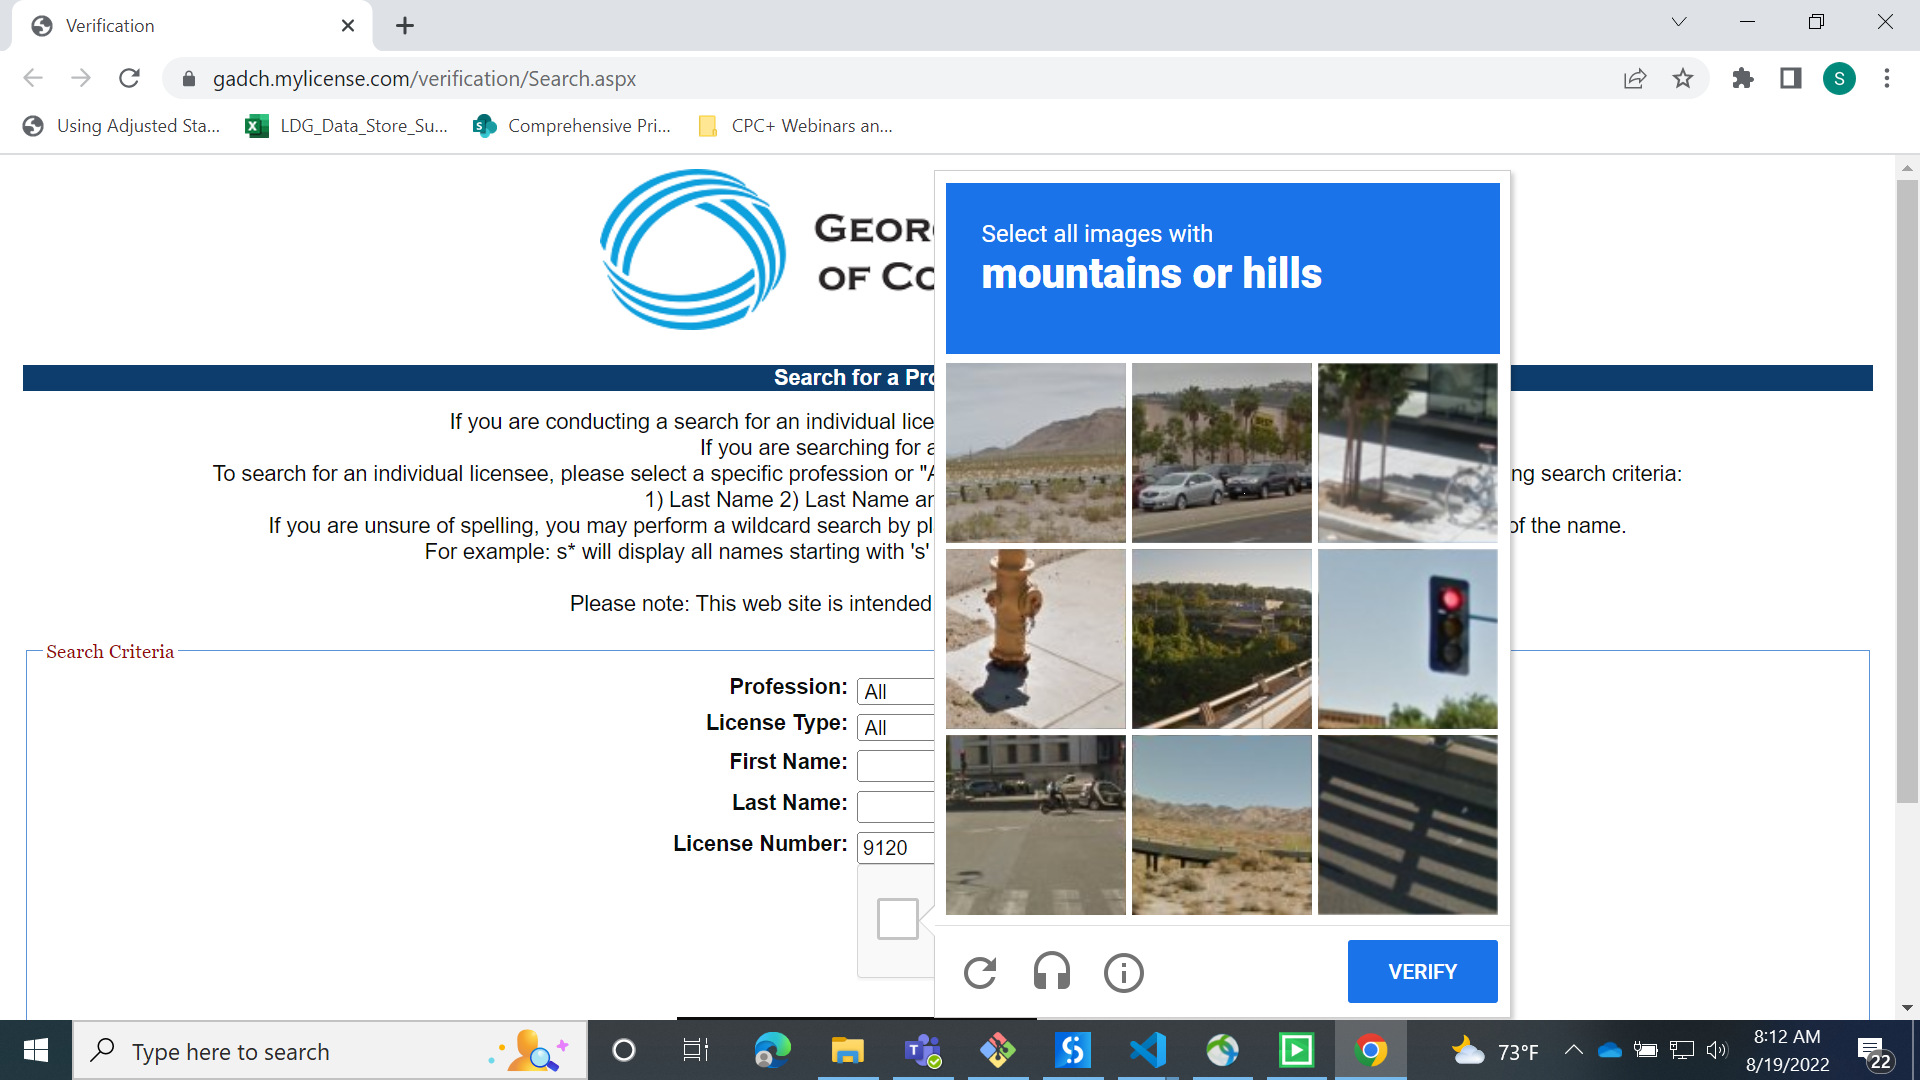 Verification
gadch.mylicense.com/verification/Search.aspx
S
Using Adjusted Sta...
LDG_Data_Store_Su...
Comprehensive Pri...
CPC+ Webinars an...
GEOR
OF CO
Select all images with
mountains or hills
Search for a Pro
If you are conducting a search for an individual lice
If you are searching for a
To search for an individual licensee, please select a specific profession or "A
ng search criteria:
1) Last Name 2) Last Name an
If you are unsure of spelling, you may perform a wildcard search by pl
of the name.
For example: s* will display all names starting with 's'
Please note: This web site is intended
Search Criteria
Profession: All
License Type: All
First Name:
Last Name:
License Number: 9120
VERIFY
Type here to search
73°F
8:12 AM
8/19/2022
22